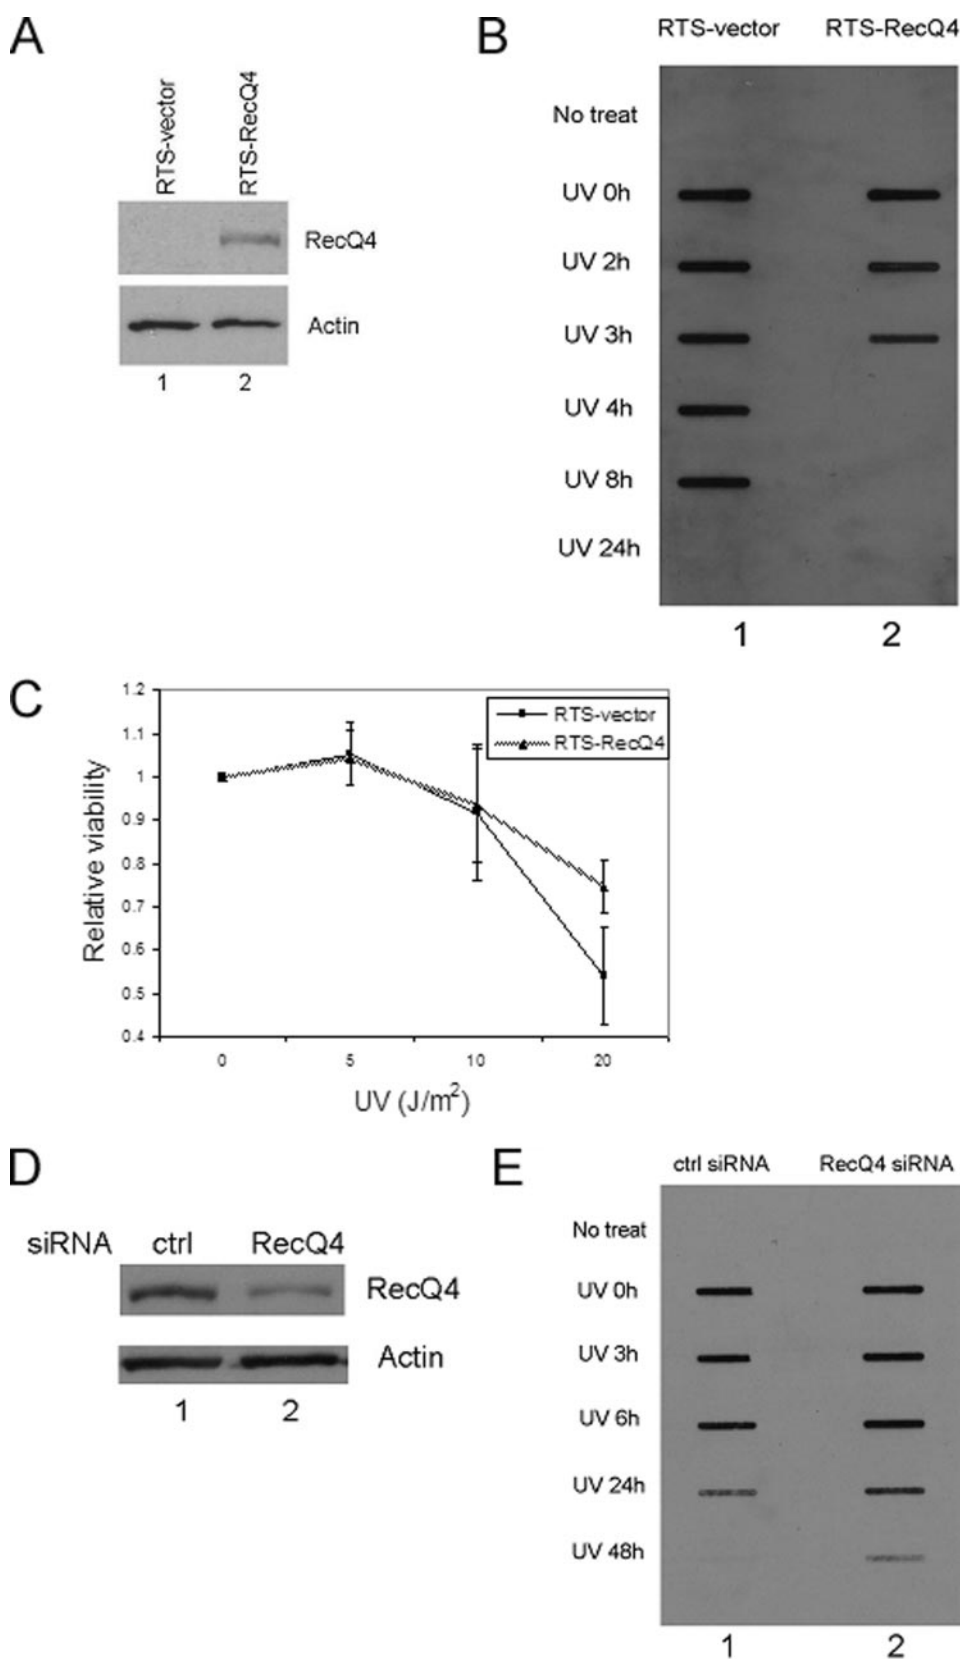 A
RTS-vector
RTS-RecQ4
RecQ4
Actin
1 2
B
RTS-vector RTS-RecQ4
No treat
UV 0h
UV 2h
UV 3h
UV 4h
UV 8h
UV 24h
1 2
C
1.2
1.1
1
0.9
0.8
0.7
0.6
0.5
0.4
Relative viability
RTS-vector
RTS-RecQ4
0 5 10 20
UV (J/m²)
D
siRNA ctrl RecQ4
RecQ4
Actin
1 2
E
ctrl siRNA RecQ4 siRNA
No treat
UV 0h
UV 3h
UV 6h
UV 24h
UV 48h
1 2